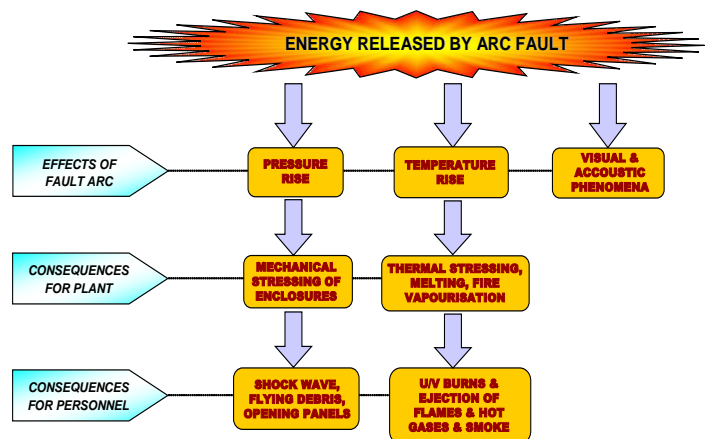 ENERGY RELEASED BY ARC FAULT
EFFECTS OF
FAULT ARC
PRESSURE
RISE
TEMPERATURE
RISE
VISUAL &
ACCOUSTIC
PHENOMENA
CONSEQUENCES
FOR PLANT
MECHANICAL
STRESSING OF
ENCLOSURES
THERMAL STRESSING,
MELTING, FIRE
VAPOURISATION
CONSEQUENCES
FOR PERSONNEL
SHOCK WAVE,
FLYING DEBRIS,
OPENING PANELS
U/V BURNS &
EJECTION OF
FLAMES & HOT
GASES & SMOKE